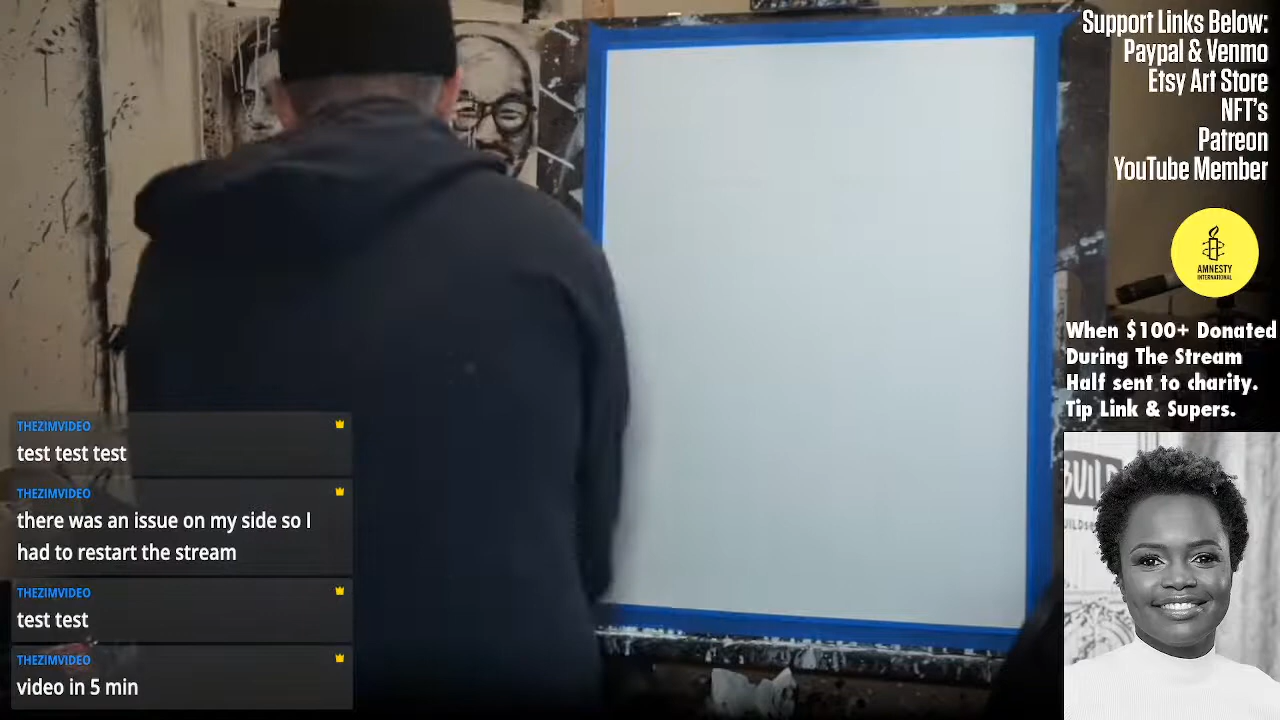 Support Links Below:
Paypal & Venmo
Etsy Art Store
NFT's
Patreon
YouTube Member
AMNESTY
INTERNATIONAL
When $100+ Donated
During The Stream
Half sent to charity.
Tip Link & Supers.
BUILD
THEZIMVIDEO
test test test
THEZIMVIDEO
there was an issue on my side so I
had to restart the stream
THEZIMVIDEO
test test
THEZIMVIDEO
video in 5 min